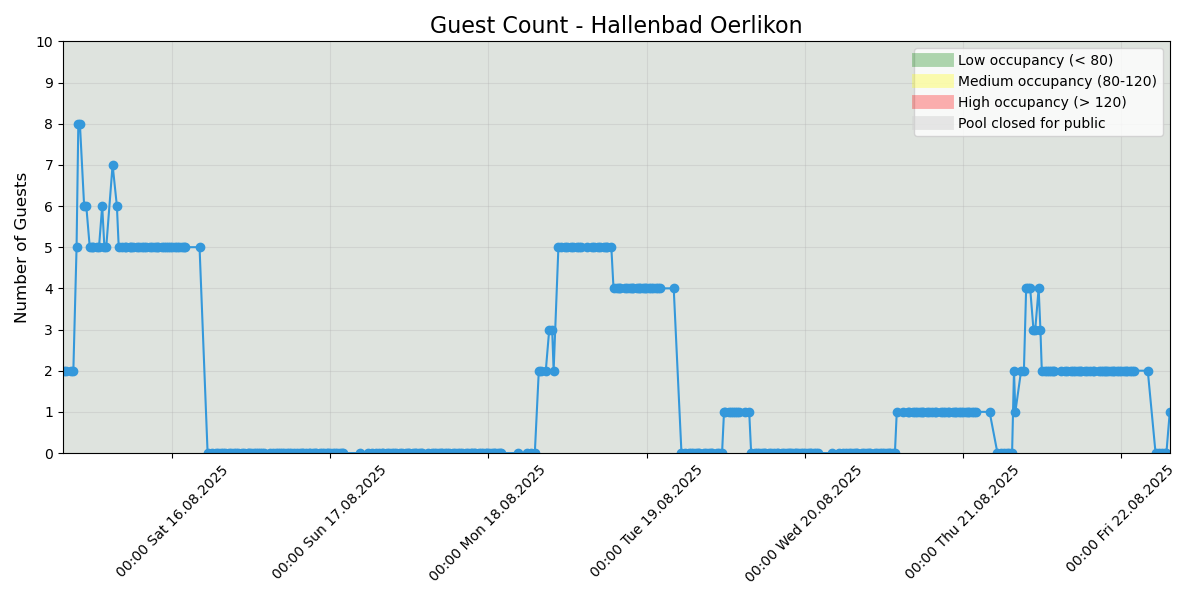 Guest Count - Hallenbad Oerlikon
Number of Guests
10
9
8
7
6
5
4
3
2
1
0
Low occupancy (< 80)
Medium occupancy (80-120)
High occupancy (> 120)
Pool closed for public
00:00 Sat 16.08.2025
00:00 Sun 17.08.2025
00:00 Mon 18.08.2025
00:00 Tue 19.08.2025
00:00 Wed 20.08.2025
00:00 Thu 21.08.2025
00:00 Fri 22.08.2025